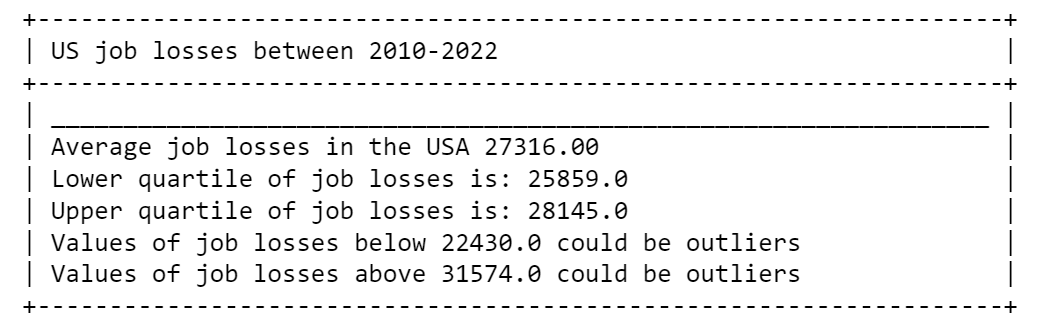 +-------------------------------------------------------------------+
| US job losses between 2010-2022 |
+-------------------------------------------------------------------+
| _________________________________________________________________ |
| Average job losses in the USA 27316.00 |
| Lower quartile of job losses is: 25859.0 |
| Upper quartile of job losses is: 28145.0 |
| Values of job losses below 22430.0 could be outliers |
| Values of job losses above 31574.0 could be outliers |
+-------------------------------------------------------------------+